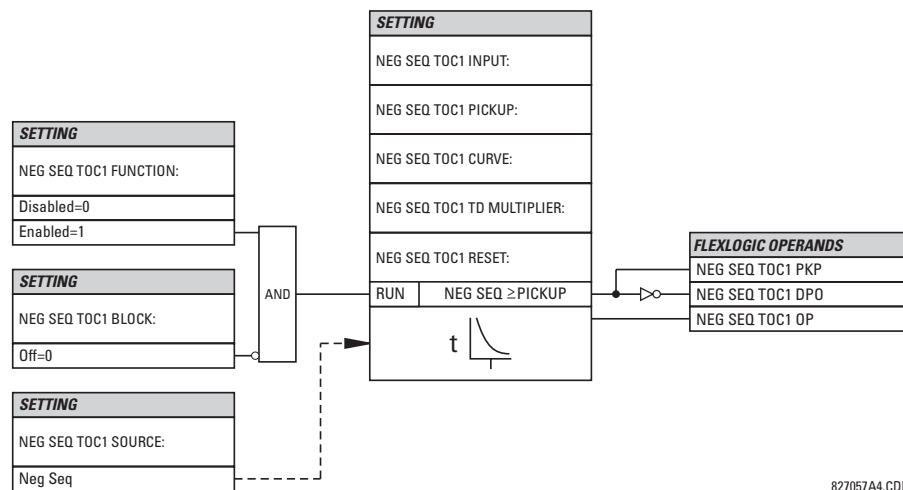 SETTING
NEG SEQ TOC1 FUNCTION:
Disabled=0
Enabled=1
SETTING
NEG SEQ TOC1 BLOCK:
Off=0
SETTING
NEG SEQ TOC1 SOURCE:
Neg Seq
AND
SETTING
NEG SEQ TOC1 INPUT:
NEG SEQ TOC1 PICKUP:
NEG SEQ TOC1 CURVE:
NEG SEQ TOC1 TD MULTIPLIER:
NEG SEQ TOC1 RESET:
RUN NEG SEQ ≥PICKUP
t
FLEXLOGIC OPERANDS
NEG SEQ TOC1 PKP
NEG SEQ TOC1 DPO
NEG SEQ TOC1 OP